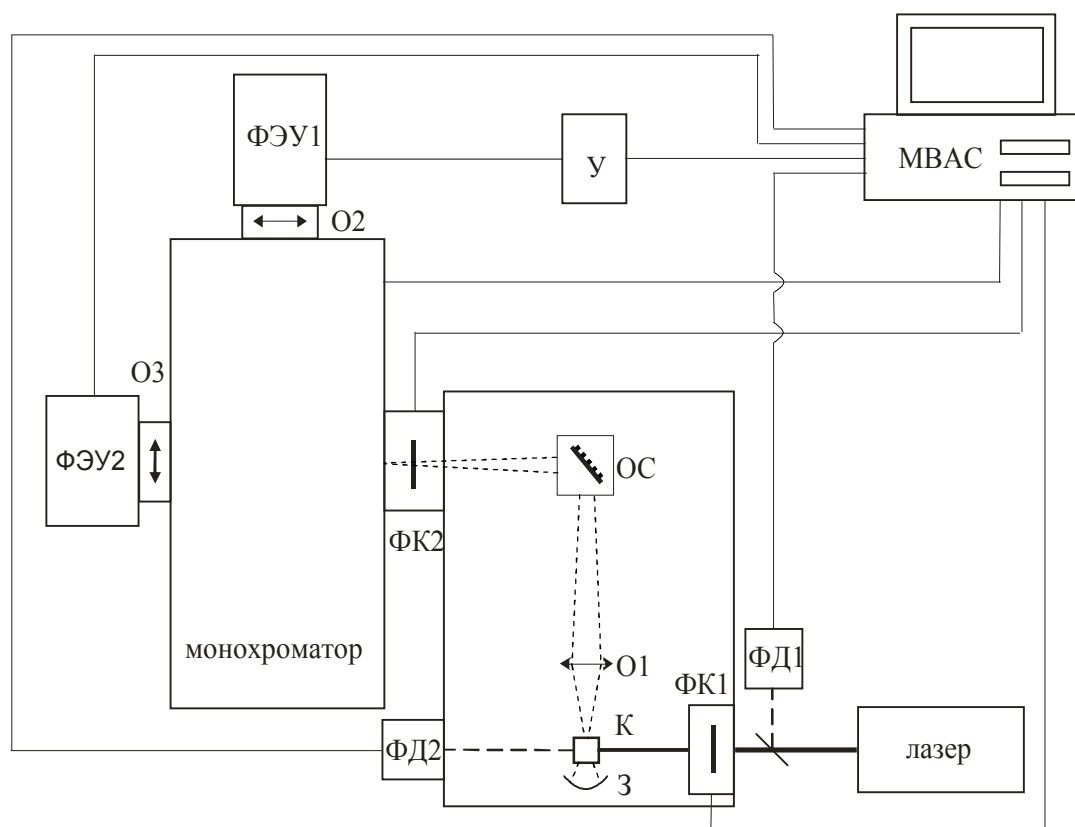 ФЭУ1
У
МВАС
О2
О3
ФЭУ2
ОС
ФК2
монохроматор
О1
ФД1
ФК1
К
ФД2
З
лазер